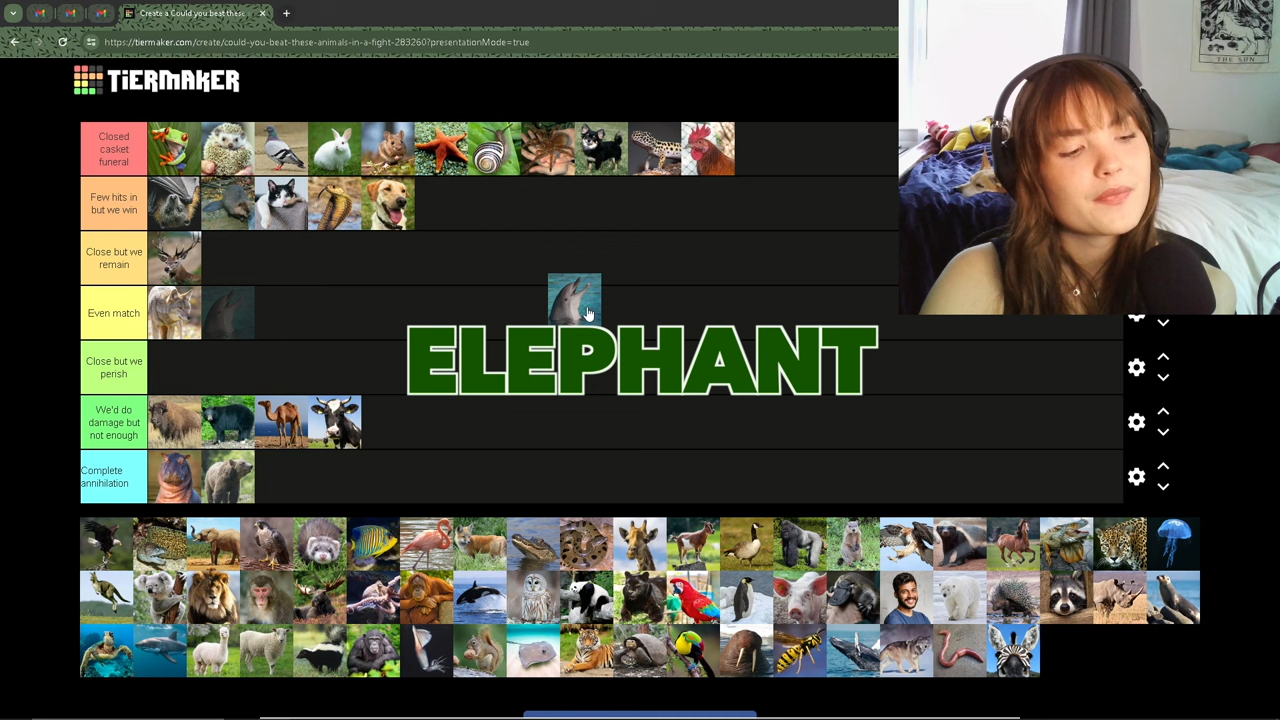 Create a Could you beat these
https://tiermaker.com/create/could-you-beat-these-animals-in-a-fight-283260?presentationMode=true
TiERMAKER
THE SUN
Closed
casket
funeral
Few hits in
but we win
Close but we
remain
Even match
ELEPHANT
Close but we
perish
We'd do
damage but
not enough
Complete
annihilation